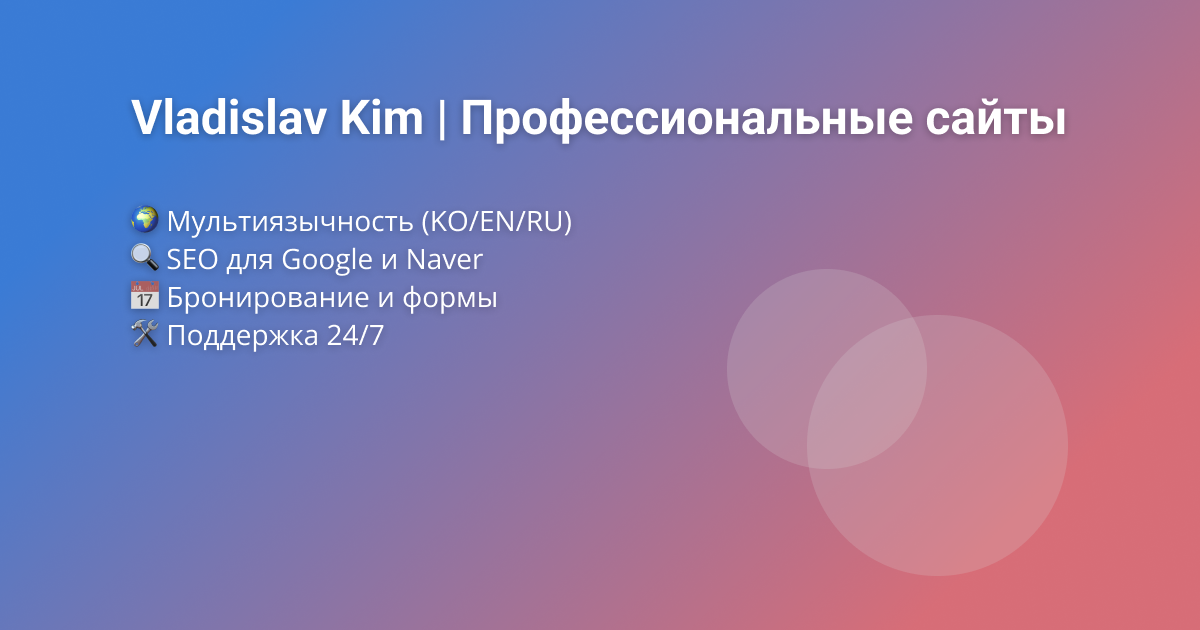 Vladislav Kim | Профессиональные сайты
🌍 Мультиязычность (KO/EN/RU)
🔍 SEO для Google и Naver
📅 Бронирование и формы
🛠️ Поддержка 24/7